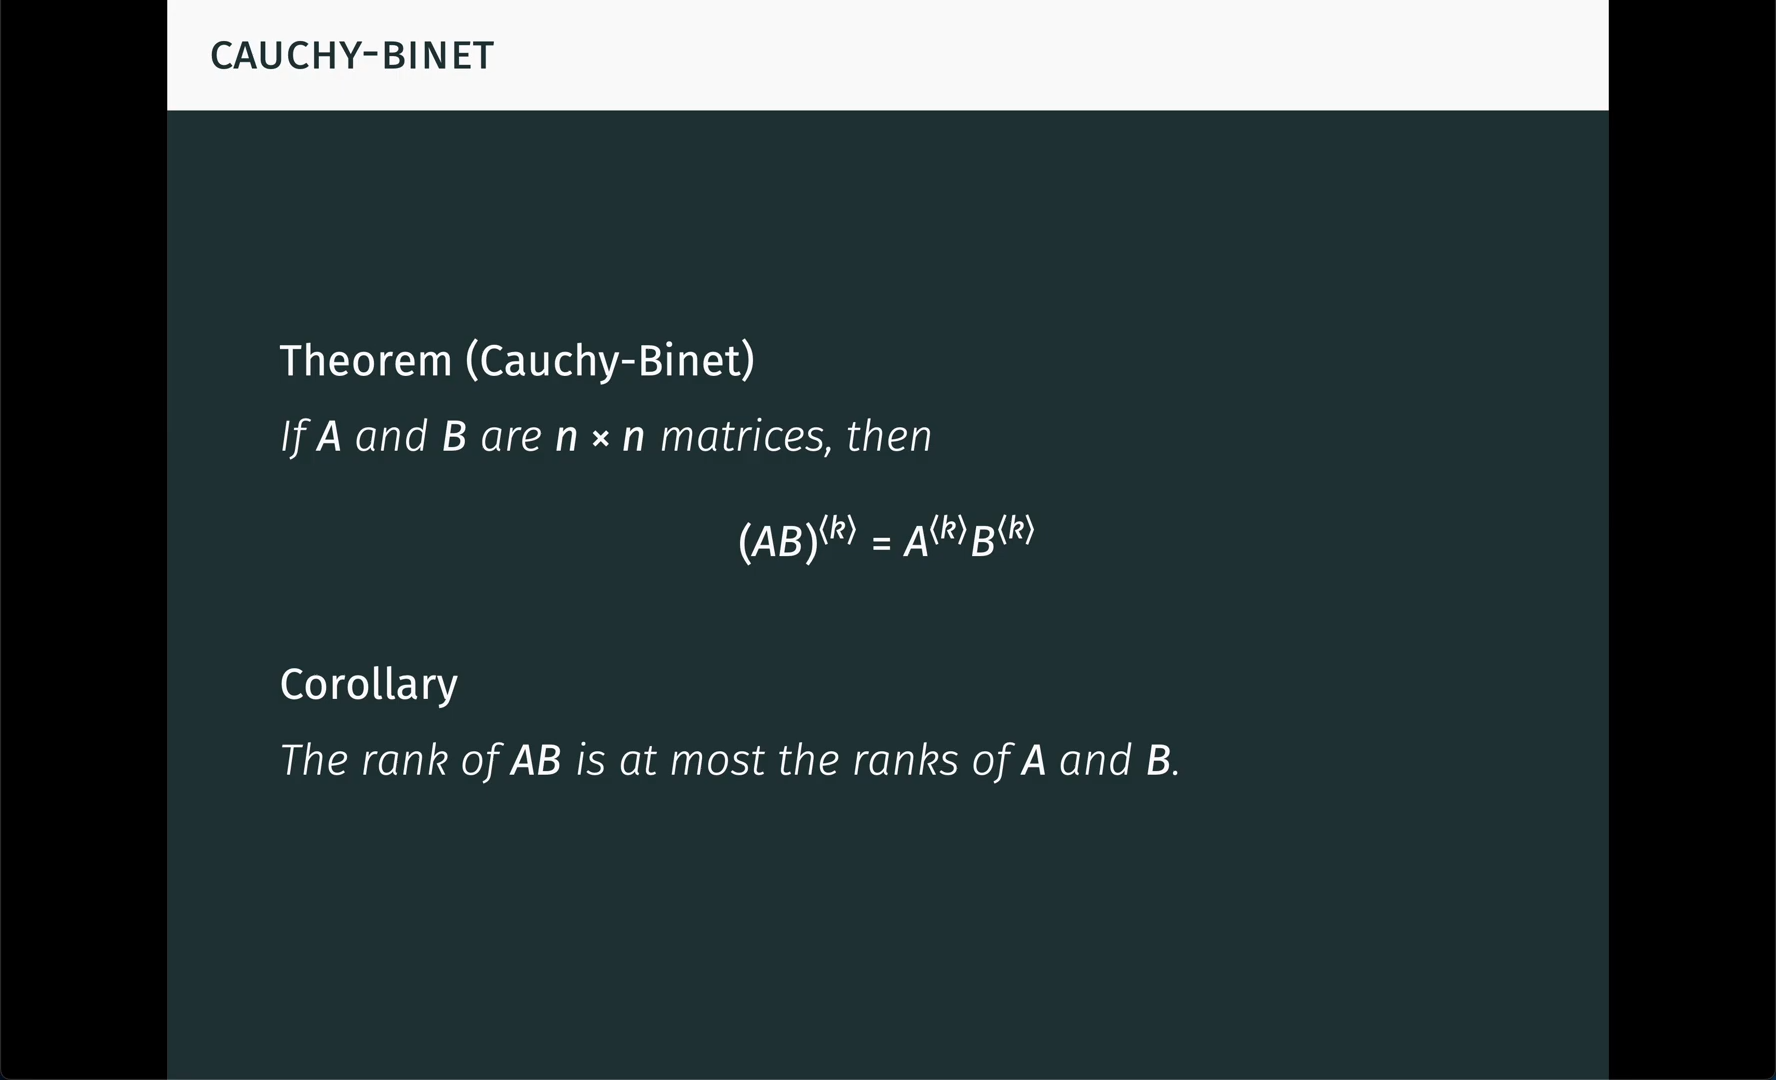 CAUCHY-BINET
Theorem (Cauchy-Binet)
If A and B are n × n matrices, then
(AB)⟨k⟩ = A⟨k⟩B⟨k⟩
Corollary
The rank of AB is at most the ranks of A and B.